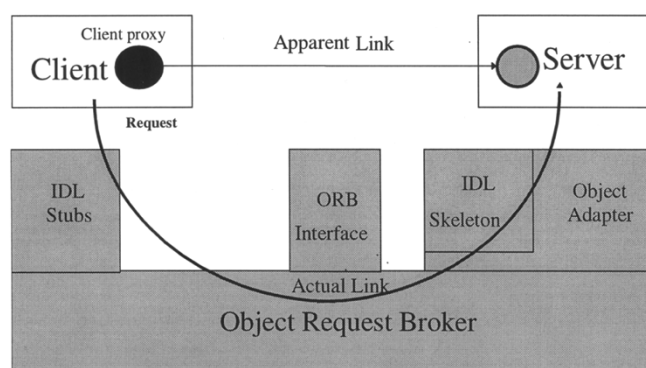 Client proxy
Client
Apparent Link
Server
Request
IDL
Stubs
ORB
Interface
IDL
Skeleton
Object
Adapter
Actual Link
Object Request Broker